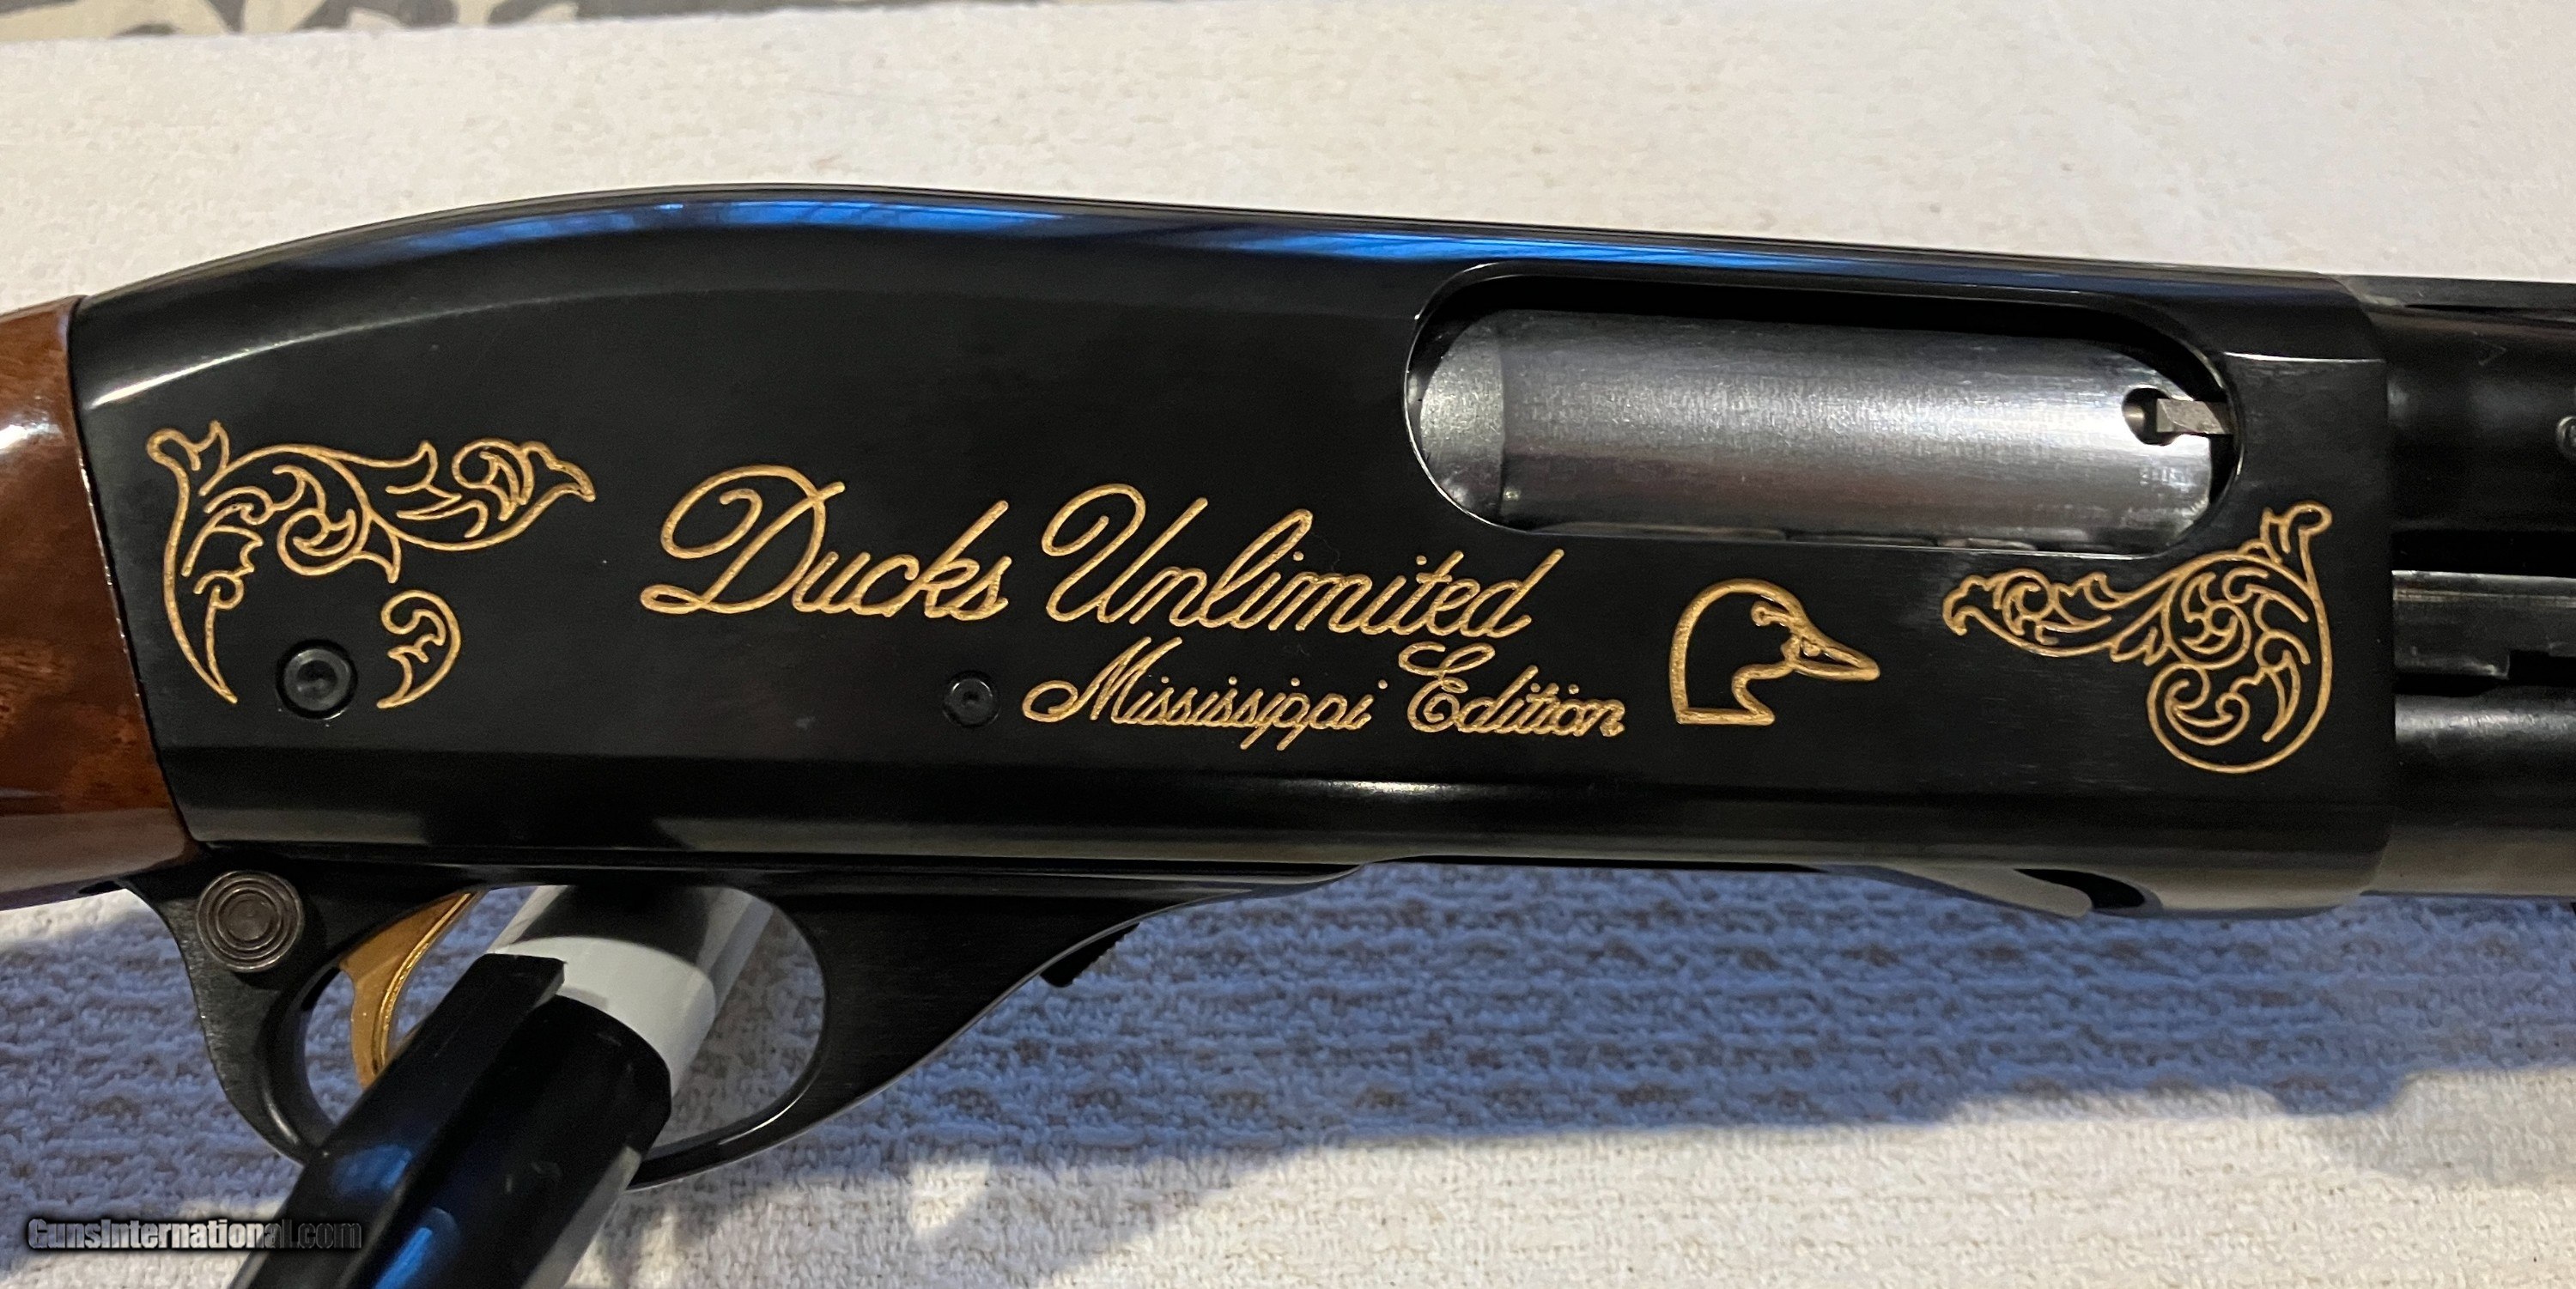 Ducks Unlimited
Mississippi Edition
GunsInternational.com